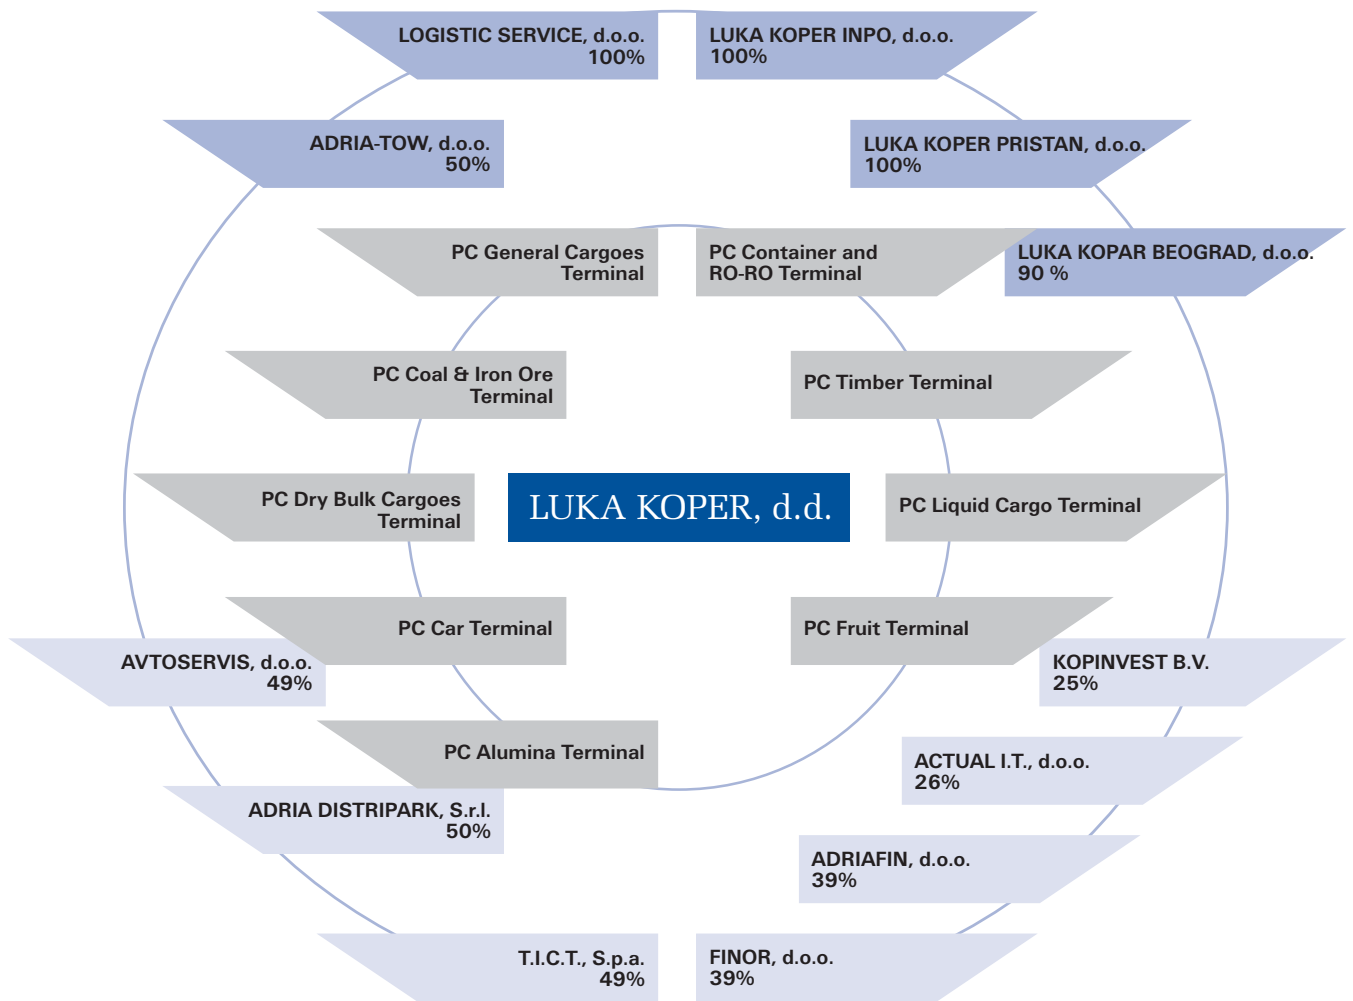 LOGISTIC SERVICE, d.o.o.
100%
LUKA KOPER INPO, d.o.o.
100%
ADRIA-TOW, d.o.o.
50%
LUKA KOPER PRISTAN, d.o.o.
100%
PC General Cargoes
Terminal
PC Container and
RO-RO Terminal
LUKA KOPAR BEOGRAD, d.o.o.
90 %
PC Coal & Iron Ore
Terminal
PC Timber Terminal
PC Dry Bulk Cargoes
Terminal
LUKA KOPER, d.d.
PC Liquid Cargo Terminal
PC Car Terminal
PC Fruit Terminal
AVTOSERVIS, d.o.o.
49%
KOPINVEST B.V.
25%
PC Alumina Terminal
ACTUAL I.T., d.o.o.
26%
ADRIA DISTRIPARK, S.r.l.
50%
ADRIAFIN, d.o.o.
39%
T.I.C.T., S.p.a.
49%
FINOR, d.o.o.
39%